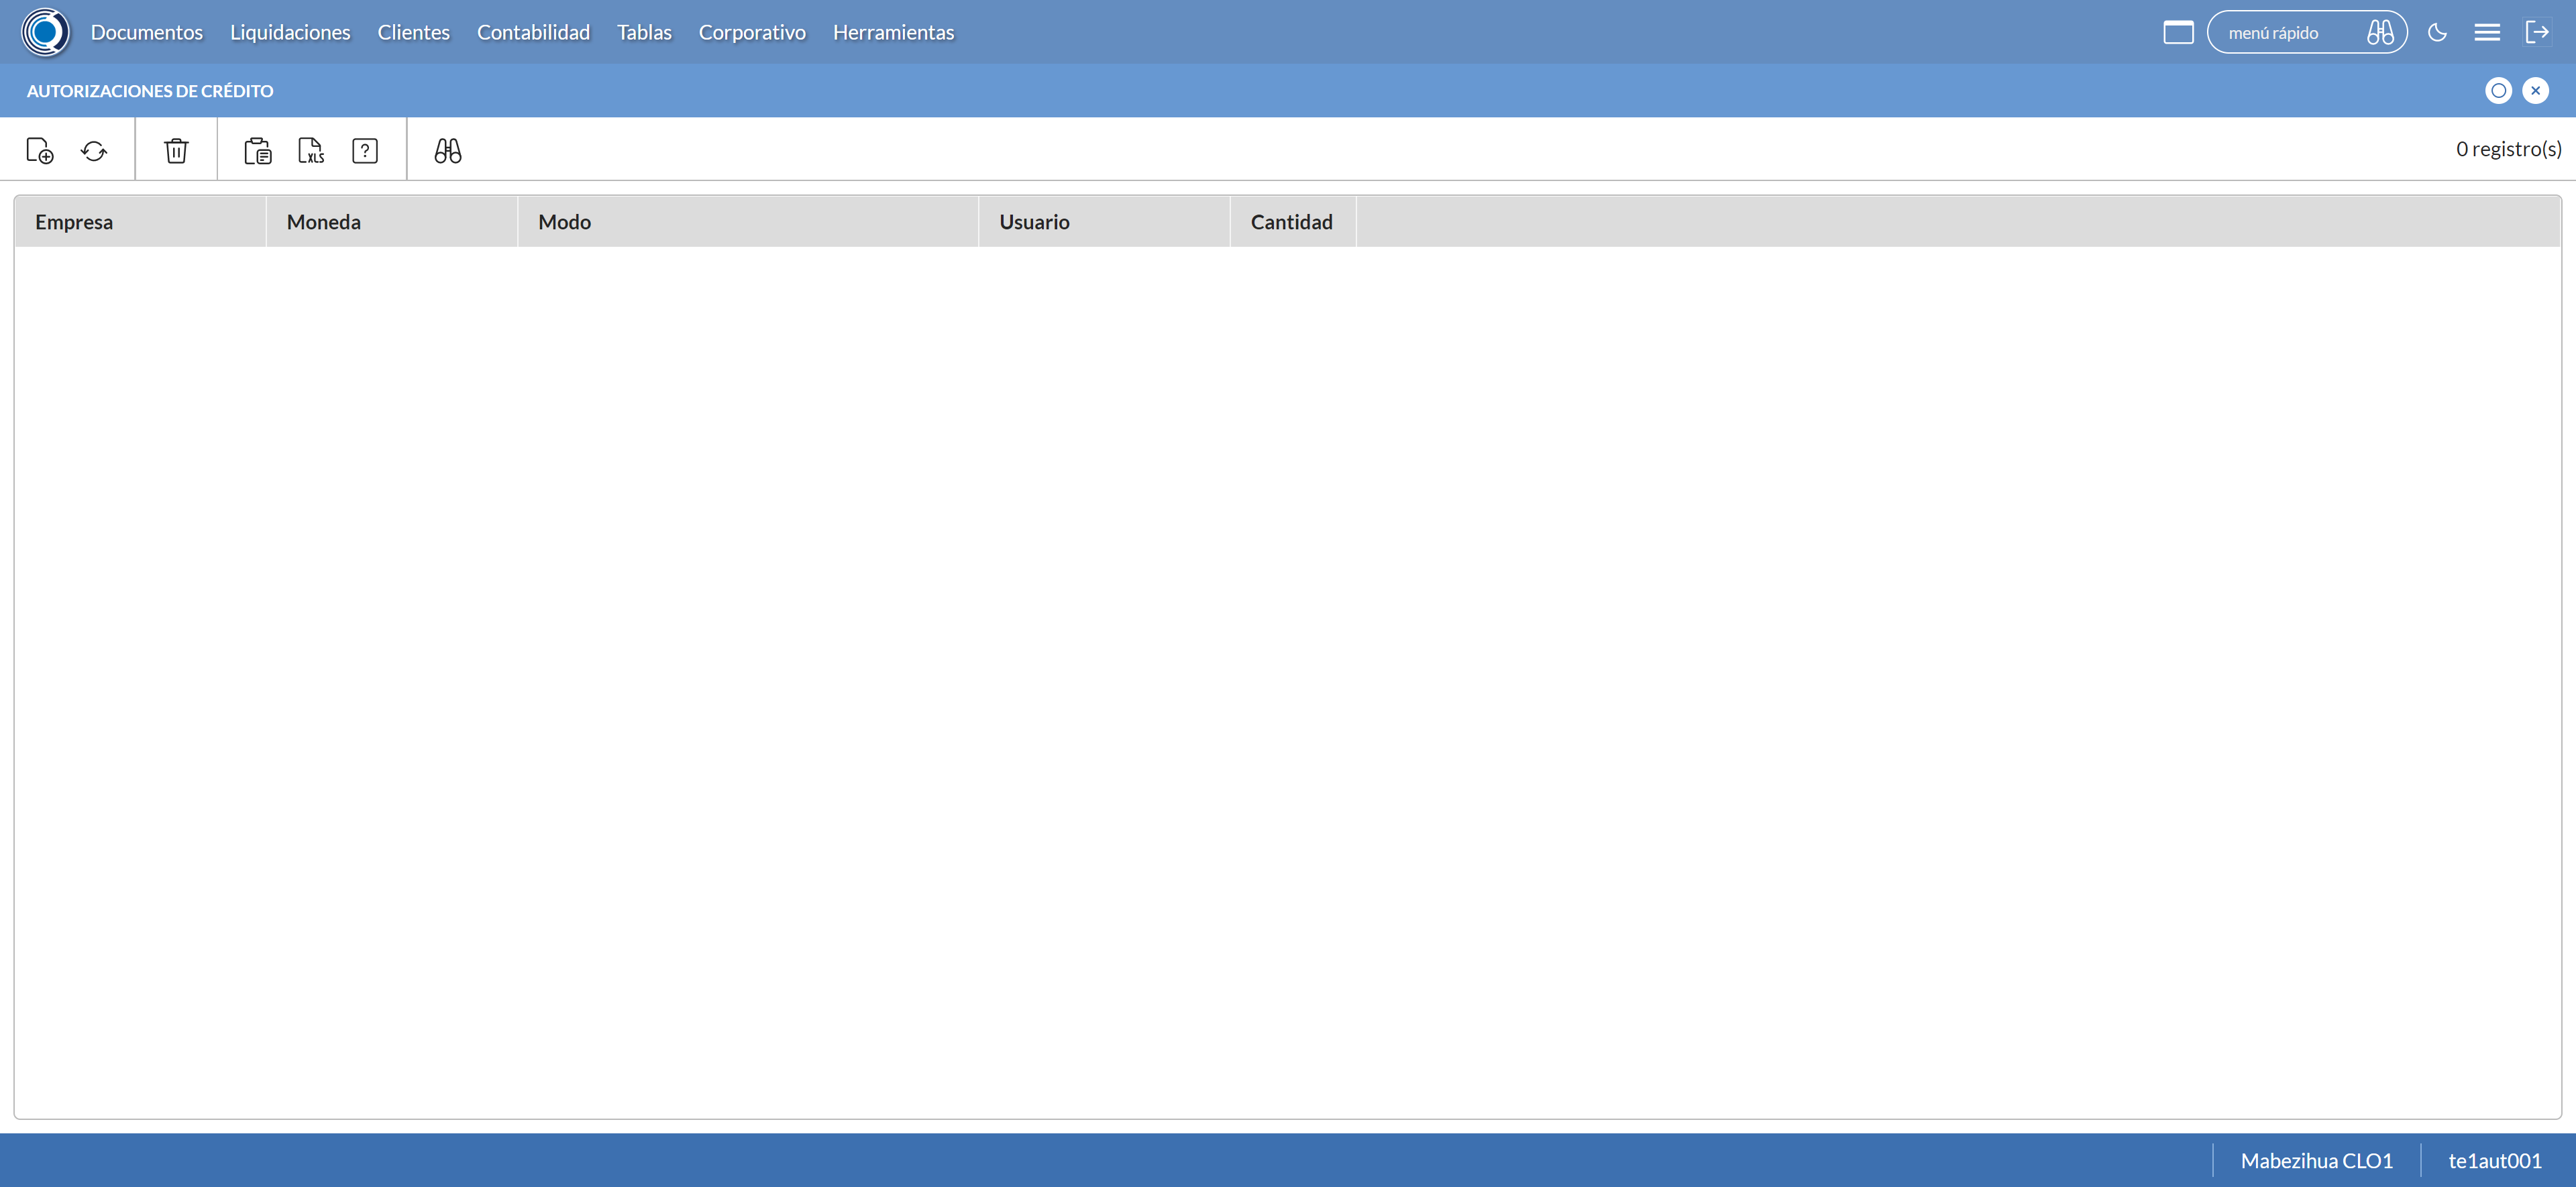 Documentos Liquidaciones Clientes Contabilidad Tablas Corporativo Herramientas menú rápido
AUTORIZACIONES DE CRÉDITO
XLS ? 0 registro(s)
Empresa Moneda Modo Usuario Cantidad
Mabezihua CLO1 te1aut001